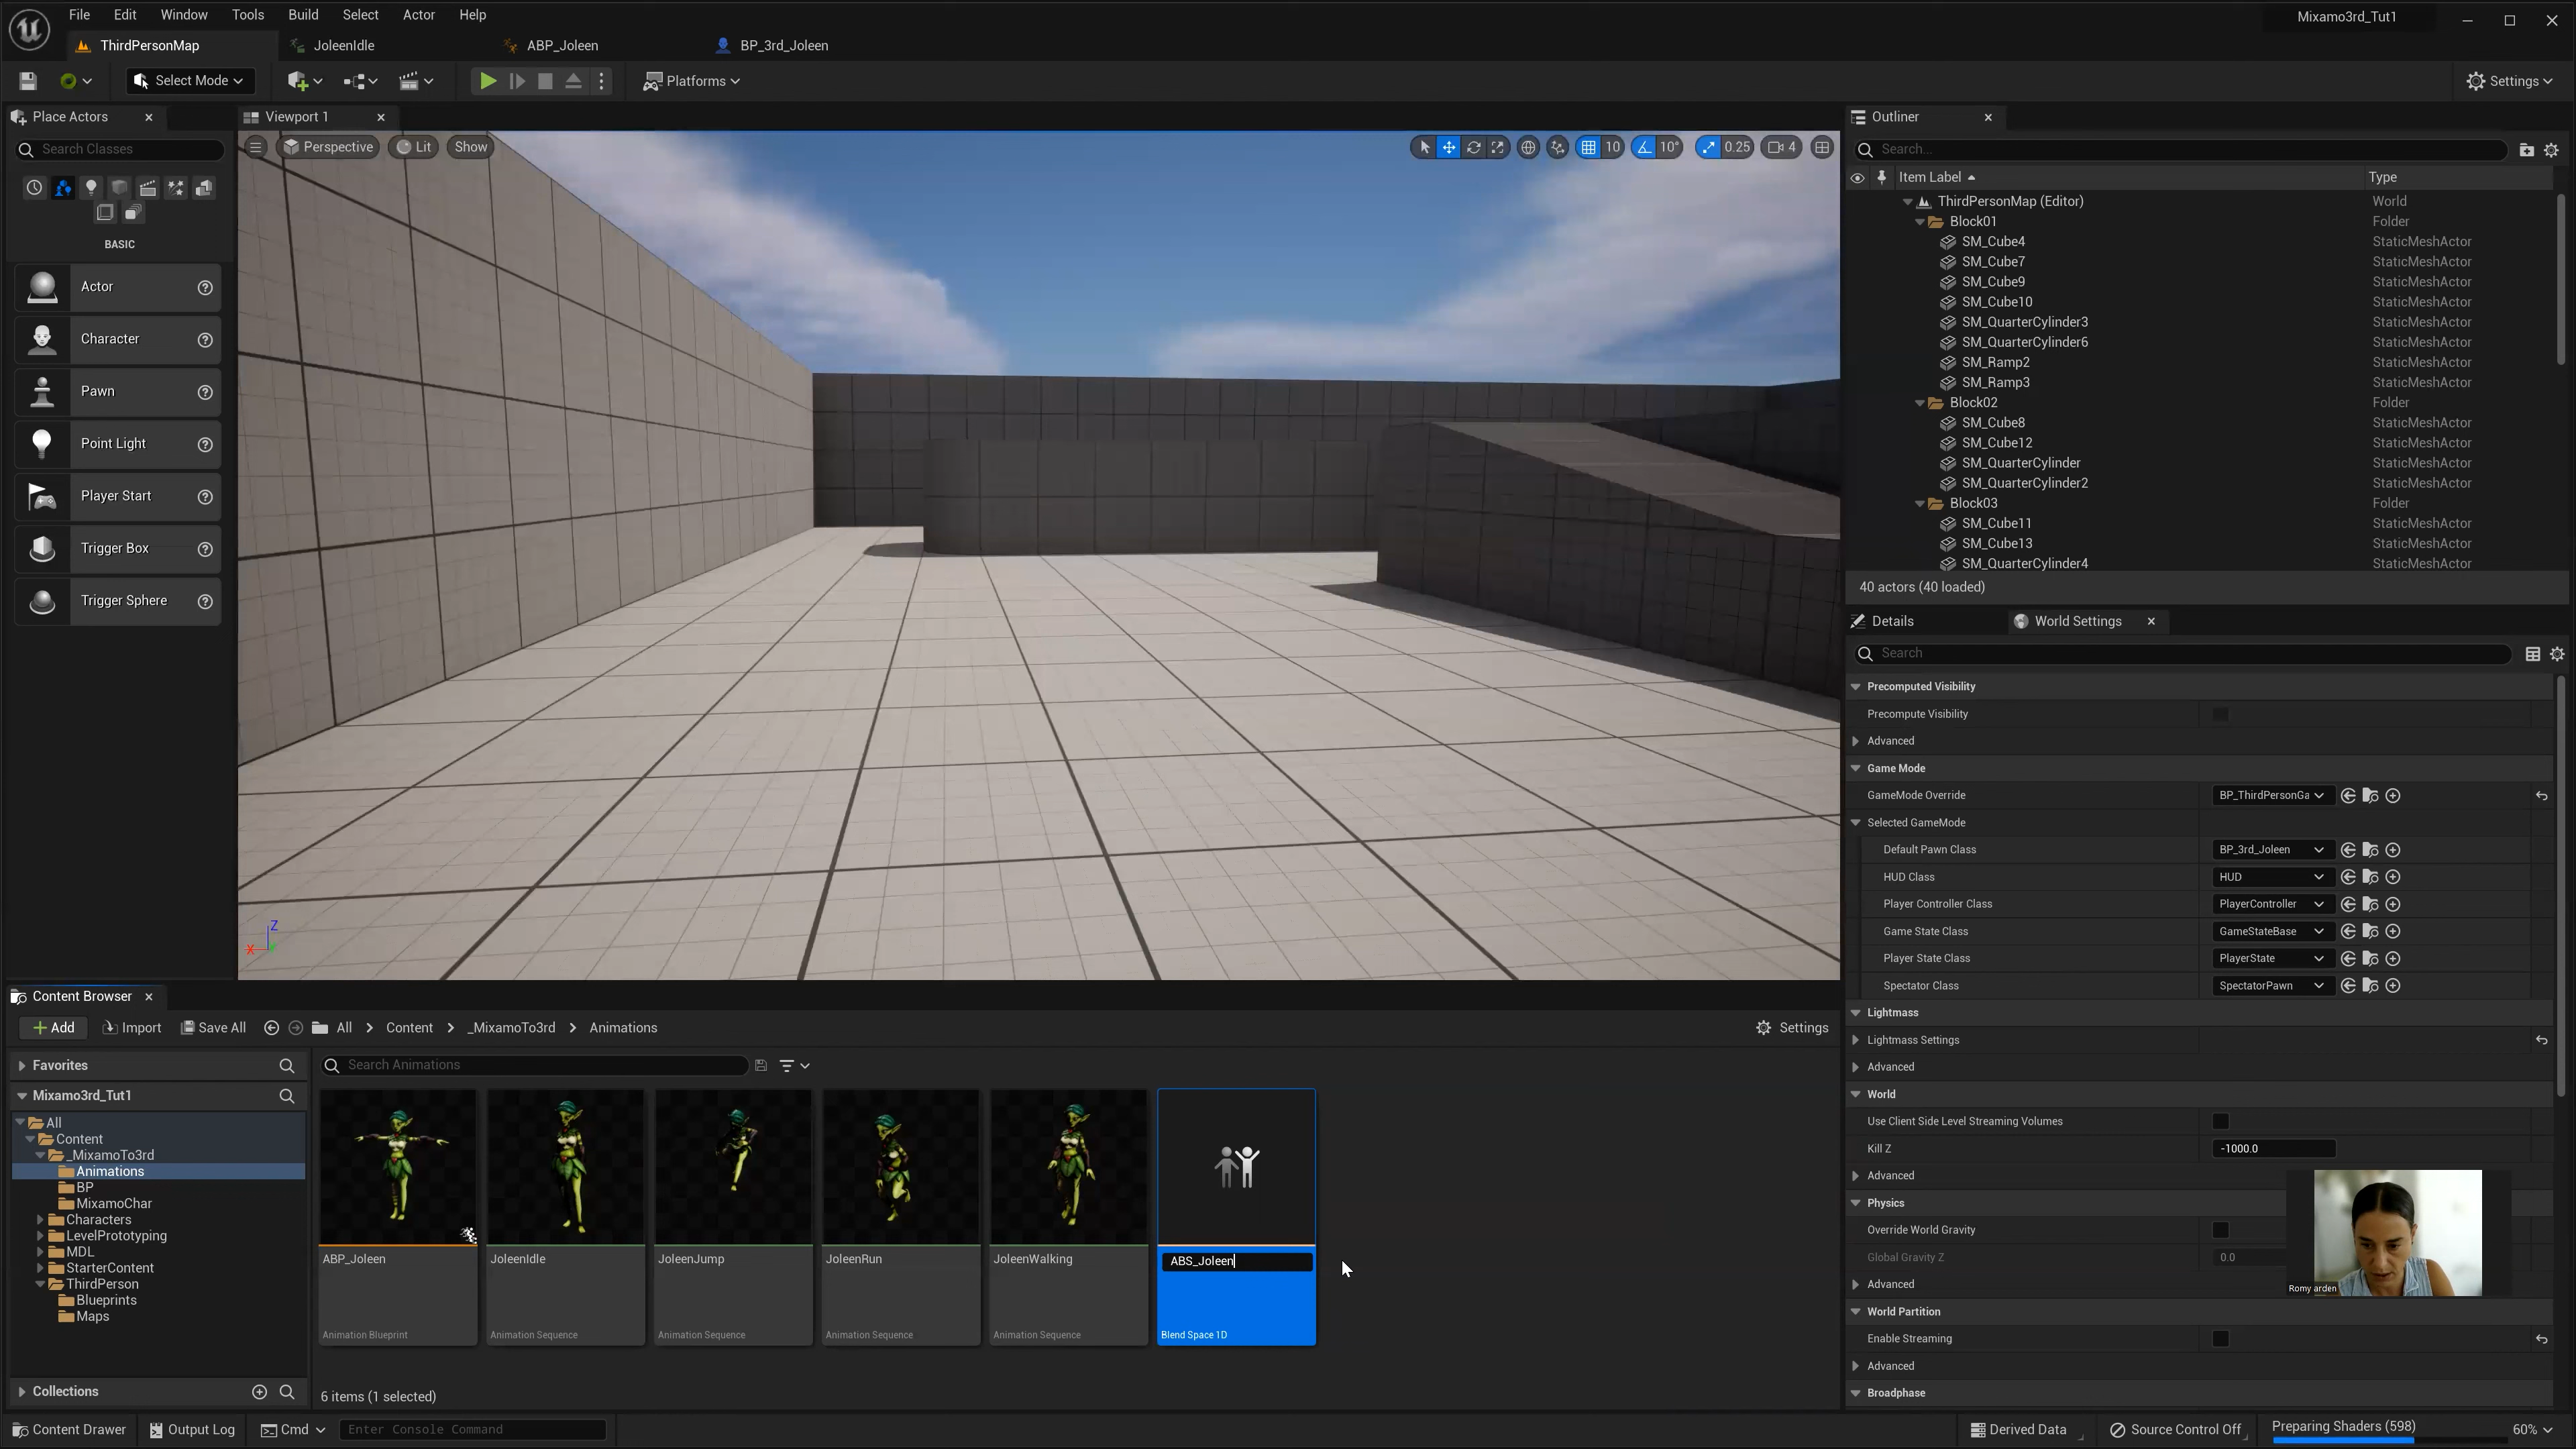 File Edit Window Tools Build Select Actor Help
Mixamo3rd_Tut1
ThirdPersonMap JoleenIdle ABP_Joleen BP_3rd_Joleen
Select Mode Platforms Settings
Place Actors
Search Classes
BASIC
Actor
Character
Pawn
Point Light
Player Start
Trigger Box
Trigger Sphere
Viewport 1
Perspective Lit Show 10 10° 0.25 4
Z
X
Outliner
Search...
Item Label Type
ThirdPersonMap (Editor) World
Block01 Folder
SM_Cube4 StaticMeshActor
SM_Cube7 StaticMeshActor
SM_Cube9 StaticMeshActor
SM_Cube10 StaticMeshActor
SM_QuarterCylinder3 StaticMeshActor
SM_QuarterCylinder6 StaticMeshActor
SM_Ramp2 StaticMeshActor
SM_Ramp3 StaticMeshActor
Block02 Folder
SM_Cube8 StaticMeshActor
SM_Cube12 StaticMeshActor
SM_QuarterCylinder StaticMeshActor
SM_QuarterCylinder2 StaticMeshActor
Block03 Folder
SM_Cube11 StaticMeshActor
SM_Cube13 StaticMeshActor
SM_QuarterCylinder4 StaticMeshActor
40 actors (40 loaded)
Details World Settings
Search
Precomputed Visibility
Precompute Visibility
Advanced
Game Mode
GameMode Override BP_ThirdPersonGa
Selected GameMode
Default Pawn Class BP_3rd_Joleen
HUD Class HUD
Player Controller Class PlayerController
Game State Class GameStateBase
Player State Class PlayerState
Spectator Class SpectatorPawn
Lightmass
Lightmass Settings
Advanced
World
Use Client Side Level Streaming Volumes
Kill Z -1000.0
Advanced
Physics
Override World Gravity
Global Gravity Z 0.0
Advanced
Romy arden
World Partition
Enable Streaming
Advanced
Broadphase
Content Browser
Add Import Save All All Content _MixamoTo3rd Animations Settings
Favorites
Mixamo3rd_Tut1
All
Content
_MixamoTo3rd
Animations
BP
MixamoChar
Characters
LevelPrototyping
MDL
StarterContent
ThirdPerson
Blueprints
Maps
Collections
Search Animations
ABP_Joleen JoleenIdle JoleenJump JoleenRun JoleenWalking ABS_Joleen
Animation Blueprint Animation Sequence Animation Sequence Animation Sequence Animation Sequence Blend Space 1D
6 items (1 selected)
Content Drawer Output Log Cmd Enter Console Command Derived Data Source Control Off Preparing Shaders (598) 60%